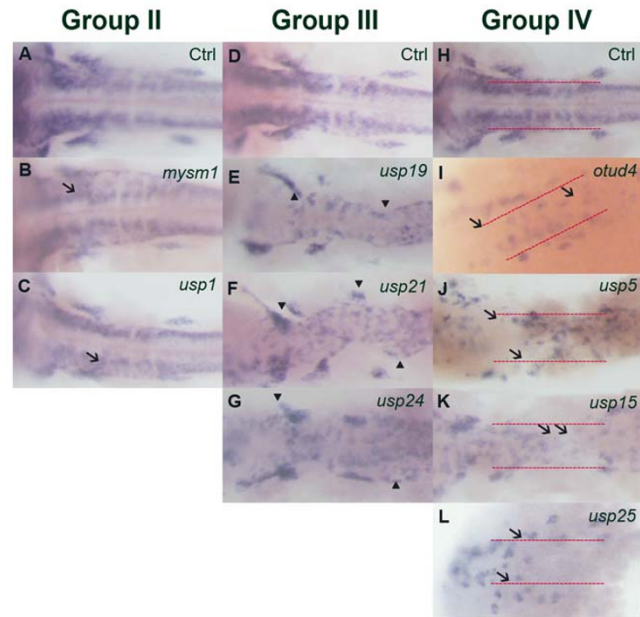 Group II Group III Group IV
A Ctrl D Ctrl H Ctrl
B mysm1 E usp19 I otud4
C usp1 F usp21 J usp5
G usp24 K usp15
L usp25